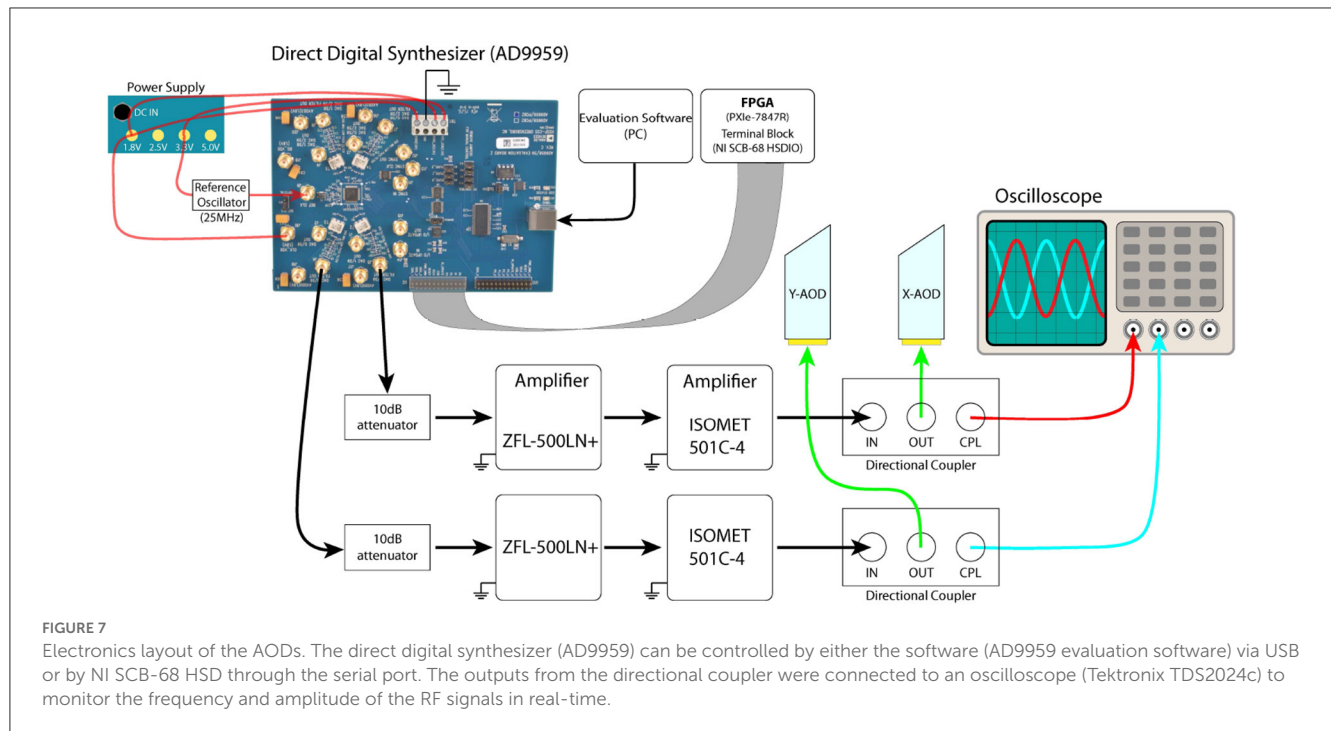 Direct Digital Synthesizer (AD9959)
Power Supply
DC IN
1.8V 2.5V 3.3V 5.0V
Reference
Oscillator
(25MHz)
Evaluation Software
(PC)
FPGA
(PXIe-7847R)
Terminal Block
(NI SCB-68 HSDIO)
Oscilloscope
Y-AOD
X-AOD
10dB
attenuator
Amplifier
ZFL-500LN+
Amplifier
ISOMET
501C-4
IN OUT CPL
Directional Coupler
10dB
attenuator
ZFL-500LN+
ISOMET
501C-4
IN OUT CPL
Directional Coupler
FIGURE 7
Electronics layout of the AODs. The direct digital synthesizer (AD9959) can be controlled by either the software (AD9959 evaluation software) via USB
or by NI SCB-68 HSD through the serial port. The outputs from the directional coupler were connected to an oscilloscope (Tektronix TDS2024c) to
monitor the frequency and amplitude of the RF signals in real-time.